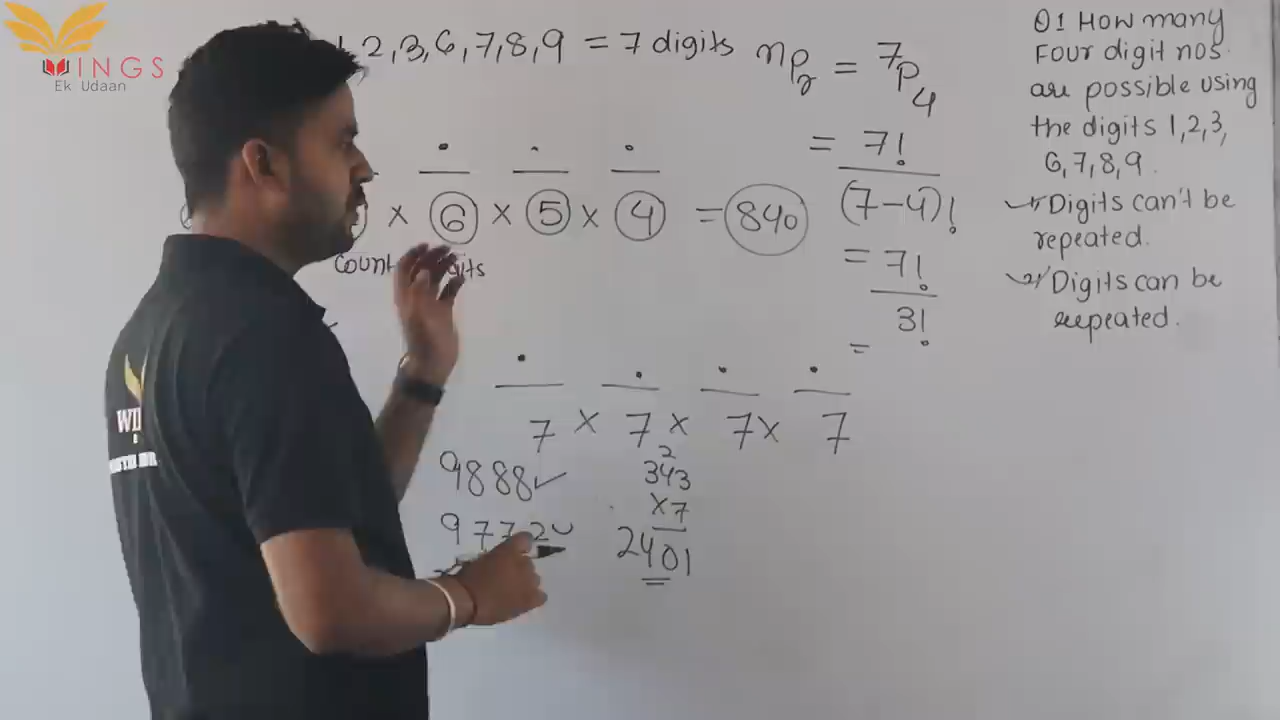 WINGS
Ek Udaan
1, 2, 3, 6, 7, 8, 9 = 7 digits
nPr = 7P4
= 7!
(7-4)!
= 7!
3!
=
× 6 × 5 × 4 = 840
7 × 7 × 7 × 7
9888 ✓
2
343
×7
2401
Q1 How many
Four digit nos.
are possible using
the digits 1,2,3,
6,7,8,9.
1) Digits can't be
repeated.
2) Digits can be
repeated.